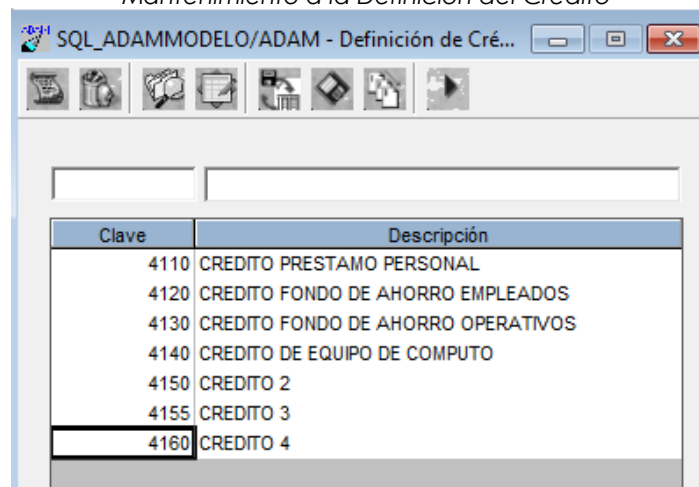 Mantenimiento a la Definición del Crédito
SQL_ADAMMODELO/ADAM - Definición de Cré...
Clave Descripción
4110 CREDITO PRESTAMO PERSONAL
4120 CREDITO FONDO DE AHORRO EMPLEADOS
4130 CREDITO FONDO DE AHORRO OPERATIVOS
4140 CREDITO DE EQUIPO DE COMPUTO
4150 CREDITO 2
4155 CREDITO 3
4160 CREDITO 4